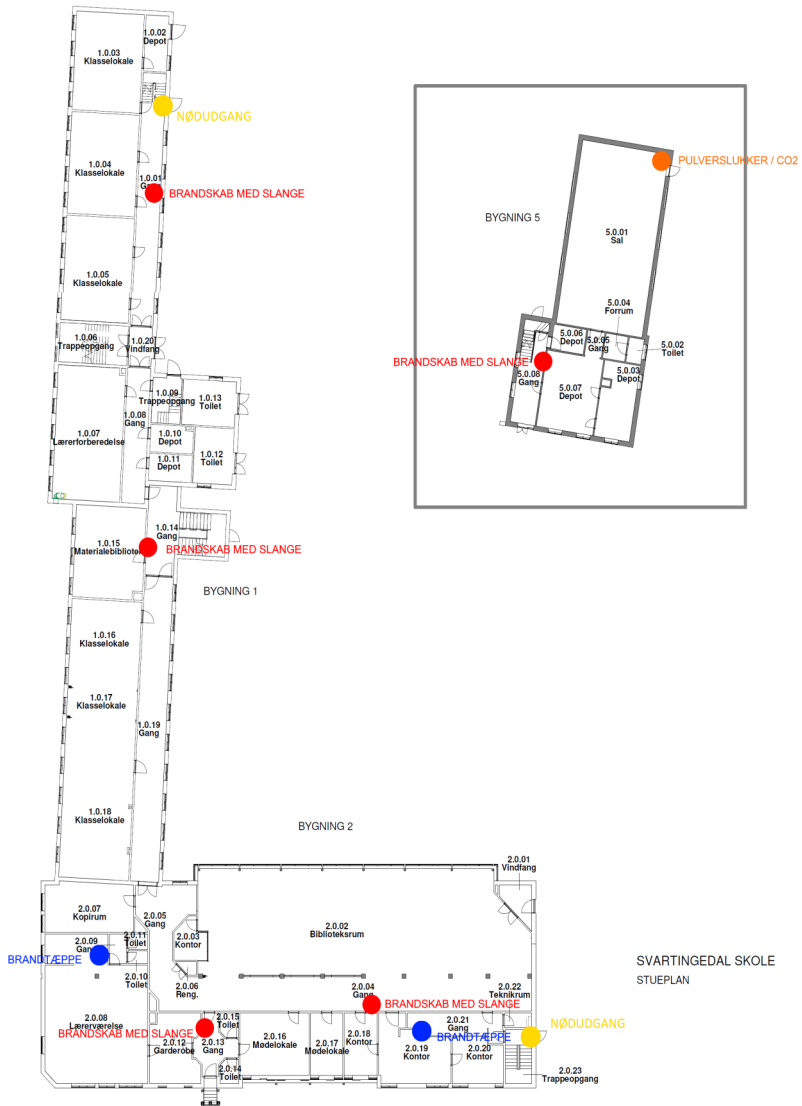 1.0.02
Depot
1.0.03
Klasselokale
NØDUDGANG
1.0.04
Klasselokale
1.0.01
Gang
BRANDSKAB MED SLANGE
1.0.05
Klasselokale
1.0.06
Trappeopgang
1.0.20
Vindfang
1.0.09
Trappeopgang
1.0.13
Toilet
1.0.08
Gang
1.0.07
Lærerforberedelse
1.0.10
Depot
1.0.12
Toilet
1.0.11
Depot
1.0.14
Gang
1.0.15
Materialebibliotek
BRANDSKAB MED SLANGE
BYGNING 1
1.0.16
Klasselokale
1.0.17
Klasselokale
1.0.19
Gang
1.0.18
Klasselokale
PULVERSLUKKER / CO2
BYGNING 5
5.0.01
Sal
5.0.04
Forrum
5.0.06
Depot
5.0.05
Gang
5.0.02
Toilet
BRANDSKAB MED SLANGE
5.0.08
Gang
5.0.07
Depot
5.0.03
Depot
BYGNING 2
2.0.01
Vindfang
2.0.07
Kopirum
2.0.05
Gang
2.0.02
Biblioteksrum
2.0.03
Kontor
2.0.11
Toilet
2.0.09
Gang
BRANDTÆPPE
2.0.10
Toilet
2.0.06
Reng.
2.0.04
Gang
2.0.22
Teknikrum
BRANDSKAB MED SLANGE
2.0.08
Lærerværelse
BRANDSKAB MED SLANGE
2.0.15
Toilet
2.0.12
Garderobe
2.0.13
Gang
2.0.14
Toilet
2.0.16
Mødelokale
2.0.17
Mødelokale
2.0.18
Kontor
2.0.21
Gang
BRANDTÆPPE
2.0.19
Kontor
2.0.20
Kontor
NØDUDGANG
2.0.23
Trappeopgang
SVARTINGEDAL SKOLE
STUEPLAN